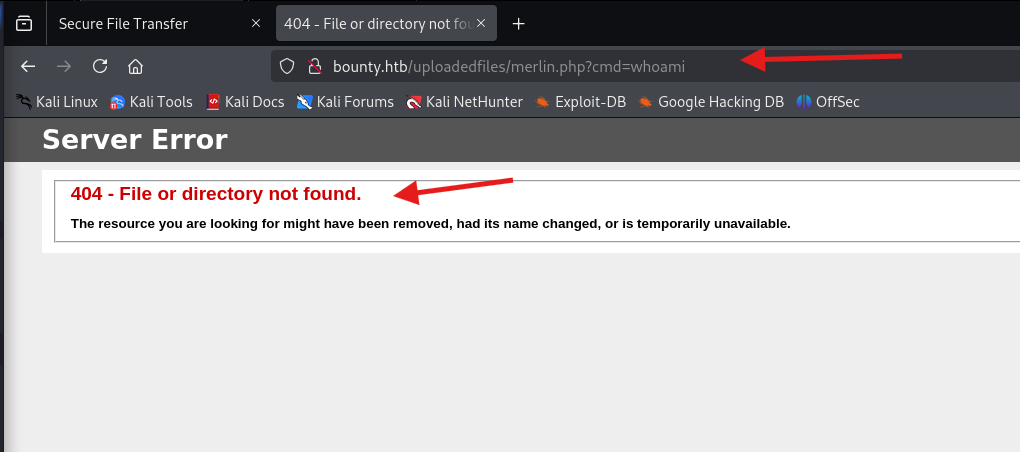 Secure File Transfer
404 - File or directory not fou
bounty.htb/uploadedfiles/merlin.php?cmd=whoami
Kali Linux Kali Tools Kali Docs Kali Forums Kali NetHunter Exploit-DB Google Hacking DB OffSec
Server Error
404 - File or directory not found.
The resource you are looking for might have been removed, had its name changed, or is temporarily unavailable.